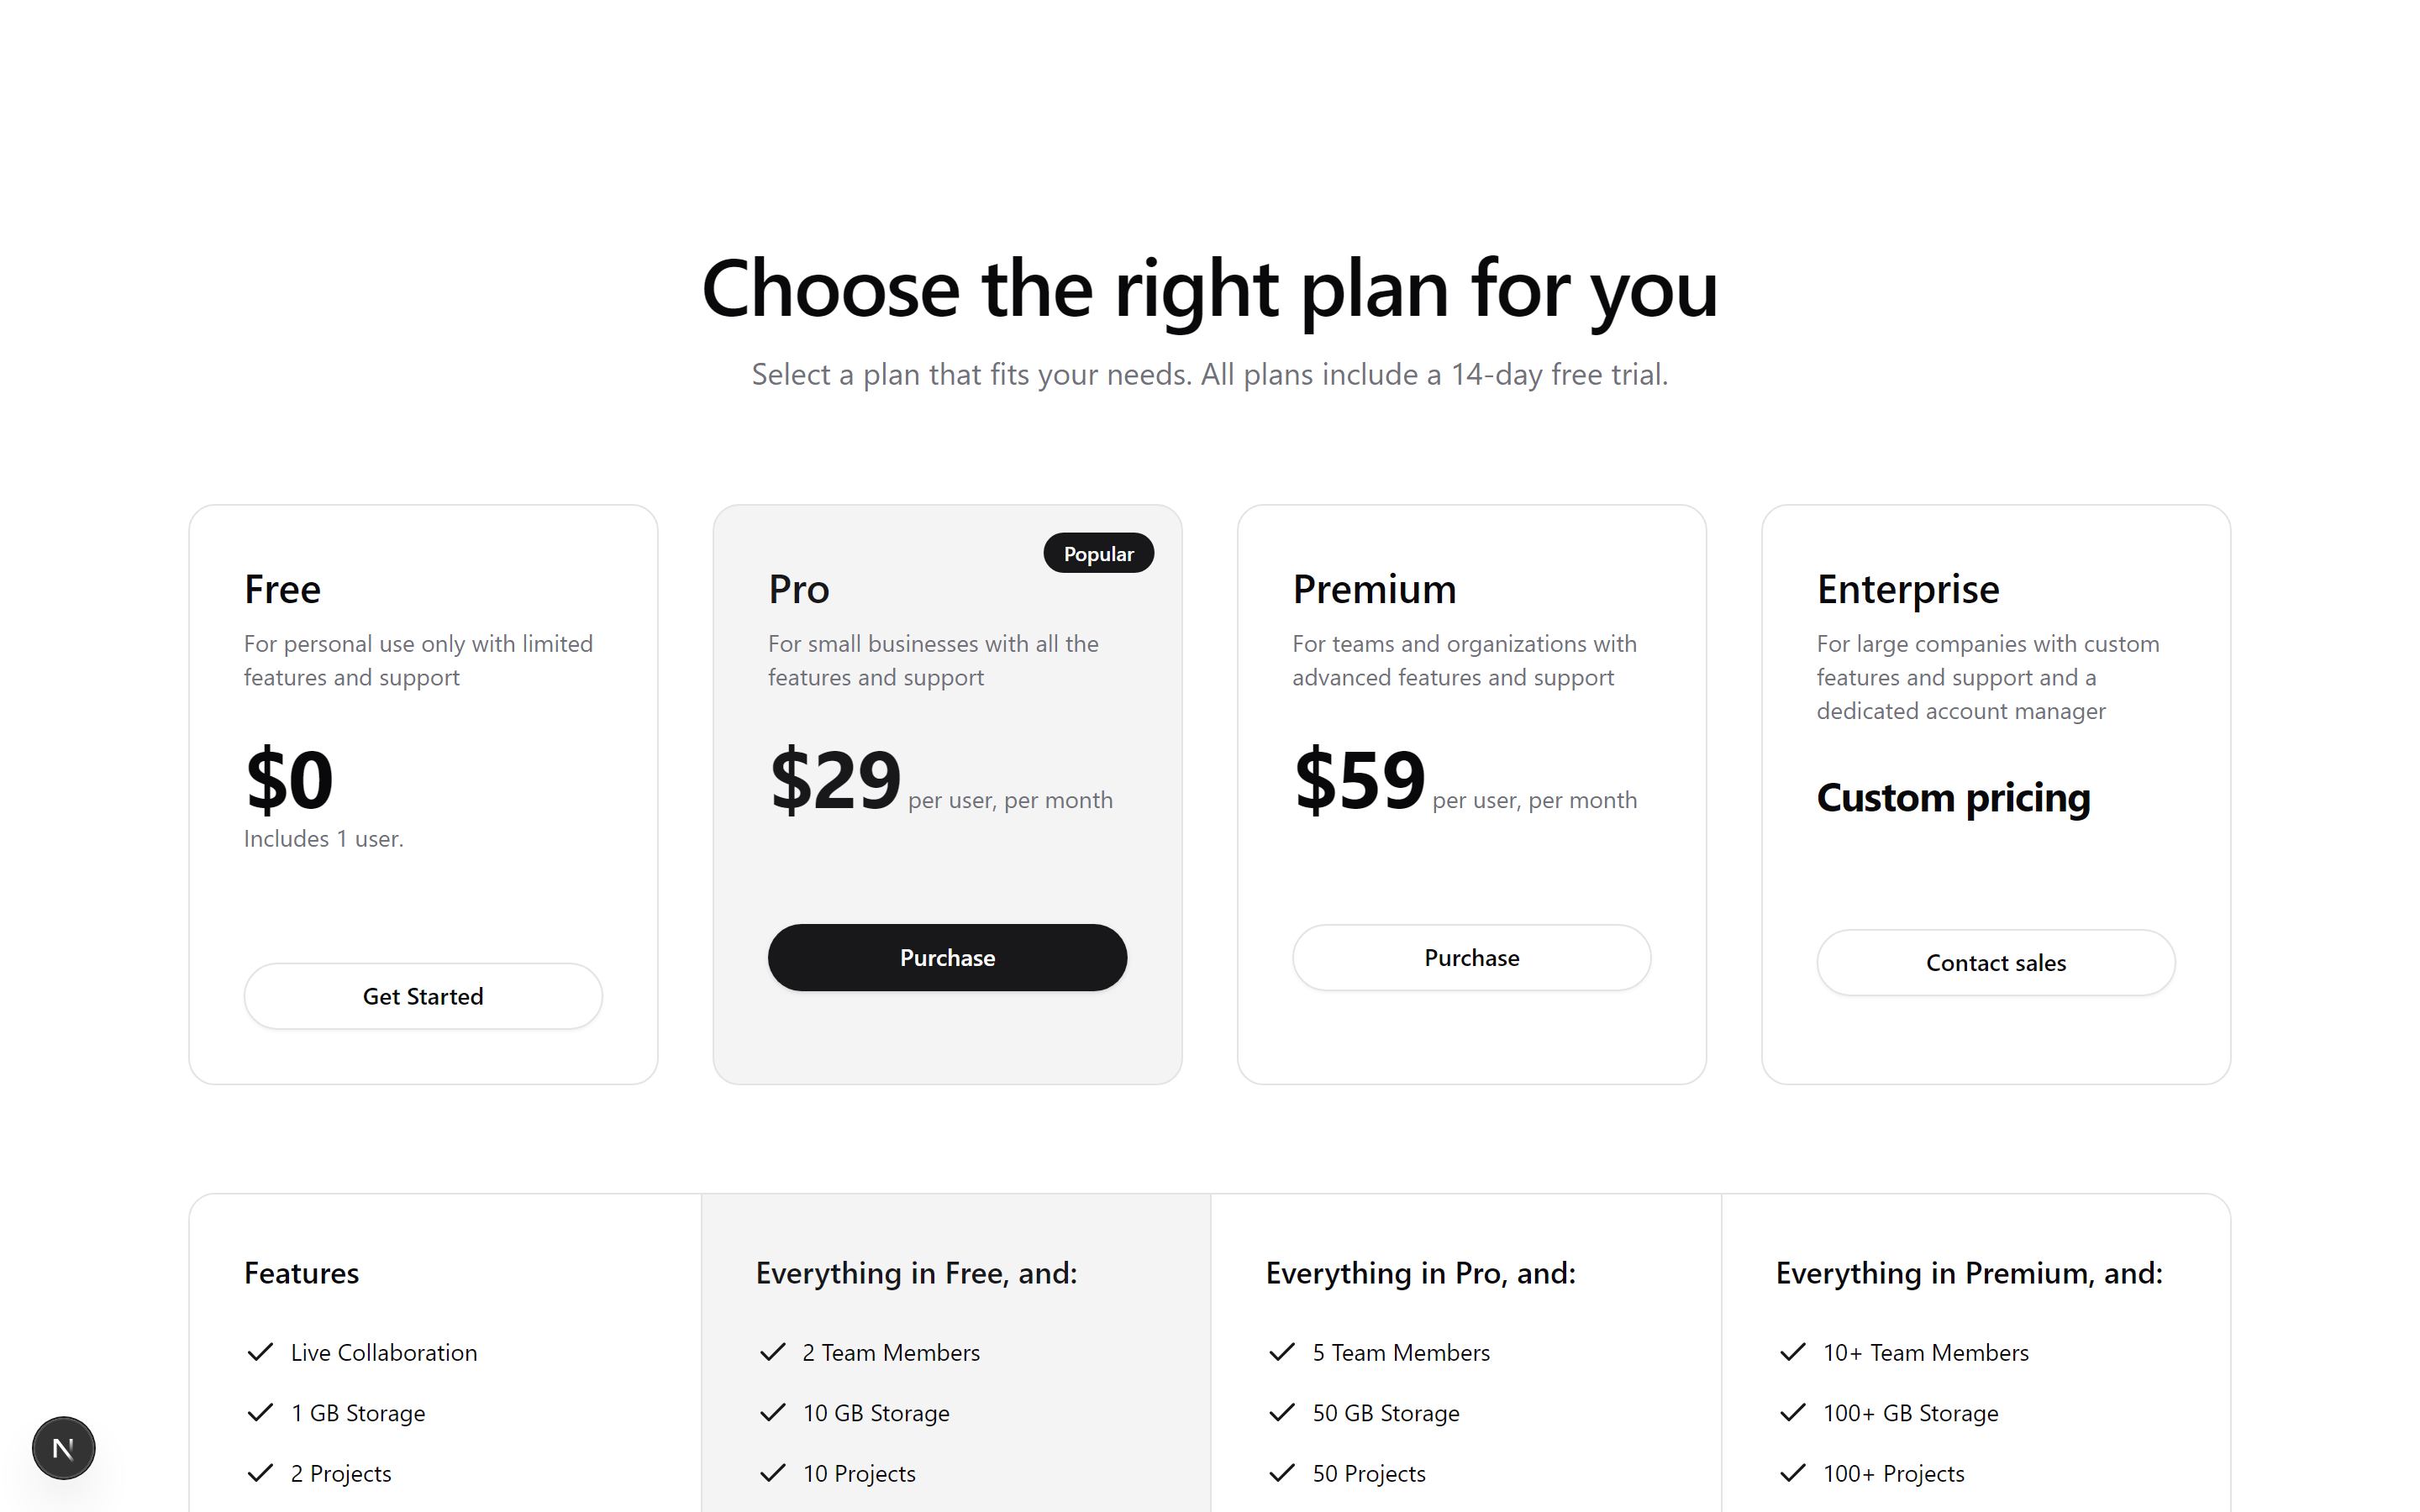 Choose the right plan for you
Select a plan that fits your needs. All plans include a 14-day free trial.
Free
For personal use only with limited
features and support
$0
Includes 1 user.
Get Started
Popular
Pro
For small businesses with all the
features and support
$29 per user, per month
Purchase
Premium
For teams and organizations with
advanced features and support
$59 per user, per month
Purchase
Enterprise
For large companies with custom
features and support and a
dedicated account manager
Custom pricing
Contact sales
Features
Live Collaboration
1 GB Storage
2 Projects
Everything in Free, and:
2 Team Members
10 GB Storage
10 Projects
Everything in Pro, and:
5 Team Members
50 GB Storage
50 Projects
Everything in Premium, and:
10+ Team Members
100+ GB Storage
100+ Projects
N